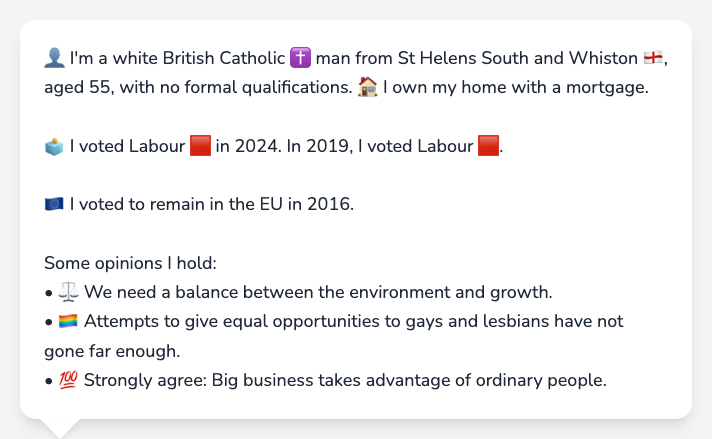 👤 I'm a white British Catholic ✝️ man from St Helens South and Whiston 🏴󠁧󠁢󠁥󠁮󠁧󠁿,
aged 55, with no formal qualifications. 🏠 I own my home with a mortgage.
🗳️ I voted Labour 🟥 in 2024. In 2019, I voted Labour 🟥.
🇪🇺 I voted to remain in the EU in 2016.
Some opinions I hold:
• ⚖️ We need a balance between the environment and growth.
• 🏳️‍🌈 Attempts to give equal opportunities to gays and lesbians have not
gone far enough.
• 💯 Strongly agree: Big business takes advantage of ordinary people.